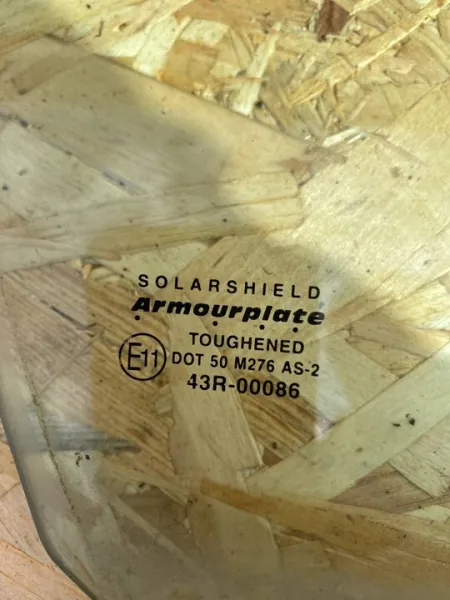 SOLARSHIELD
Armourplate
TOUGHENED
E11 DOT 50 M276 AS-2
43R-00086